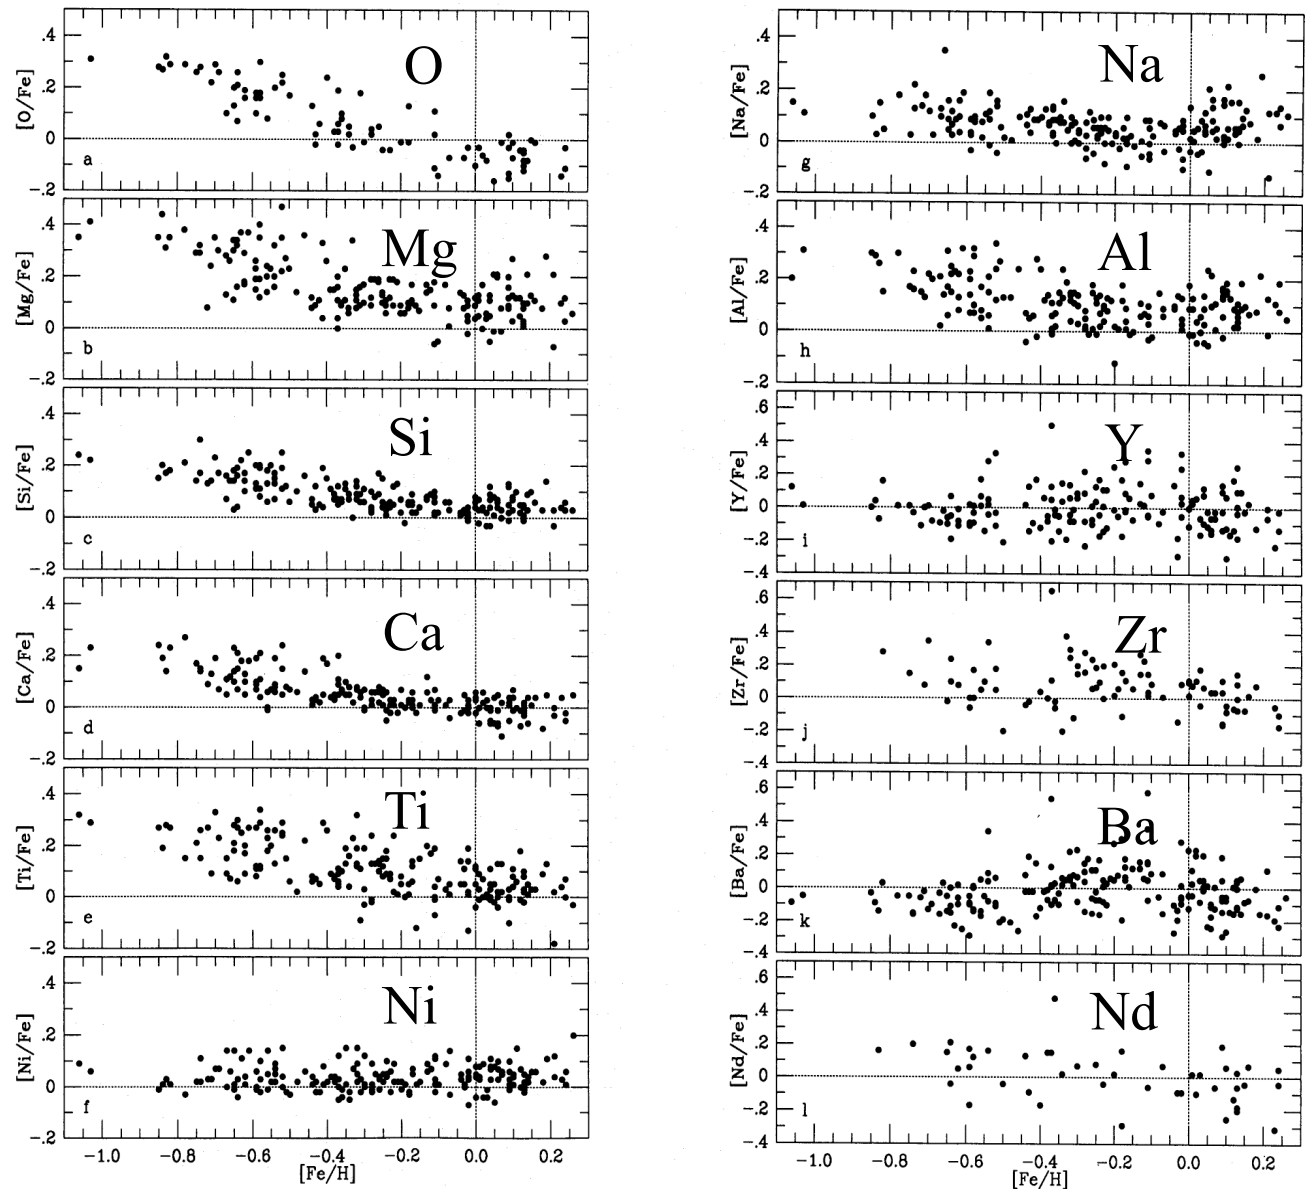 O
[O/Fe]
.4
.2
0
-.2
a
Mg
[Mg/Fe]
.4
.2
0
-.2
b
Si
[Si/Fe]
.4
.2
0
-.2
c
Ca
[Ca/Fe]
.4
.2
0
-.2
d
Ti
[Ti/Fe]
.4
.2
0
-.2
e
Ni
[Ni/Fe]
.4
.2
0
-.2
f
-1.0 -0.8 -0.6 -0.4 -0.2 0.0 0.2
[Fe/H]
Na
[Na/Fe]
.4
.2
0
-.2
g
Al
[Al/Fe]
.4
.2
0
-.2
h
Y
[Y/Fe]
.6
.4
.2
0
-.2
-.4
i
Zr
[Zr/Fe]
.6
.4
.2
0
-.2
-.4
j
Ba
[Ba/Fe]
.6
.4
.2
0
-.2
-.4
k
Nd
[Nd/Fe]
.6
.4
.2
0
-.2
-.4
l
-1.0 -0.8 -0.6 -0.4 -0.2 0.0 0.2
[Fe/H]